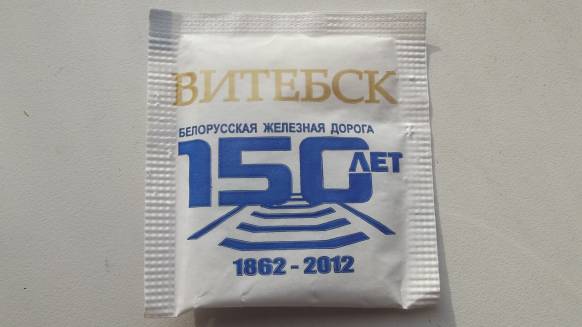 ВИТЕБСК
БЕЛОРУССКАЯ ЖЕЛЕЗНАЯ ДОРОГА
150 ЛЕТ
1862 - 2012